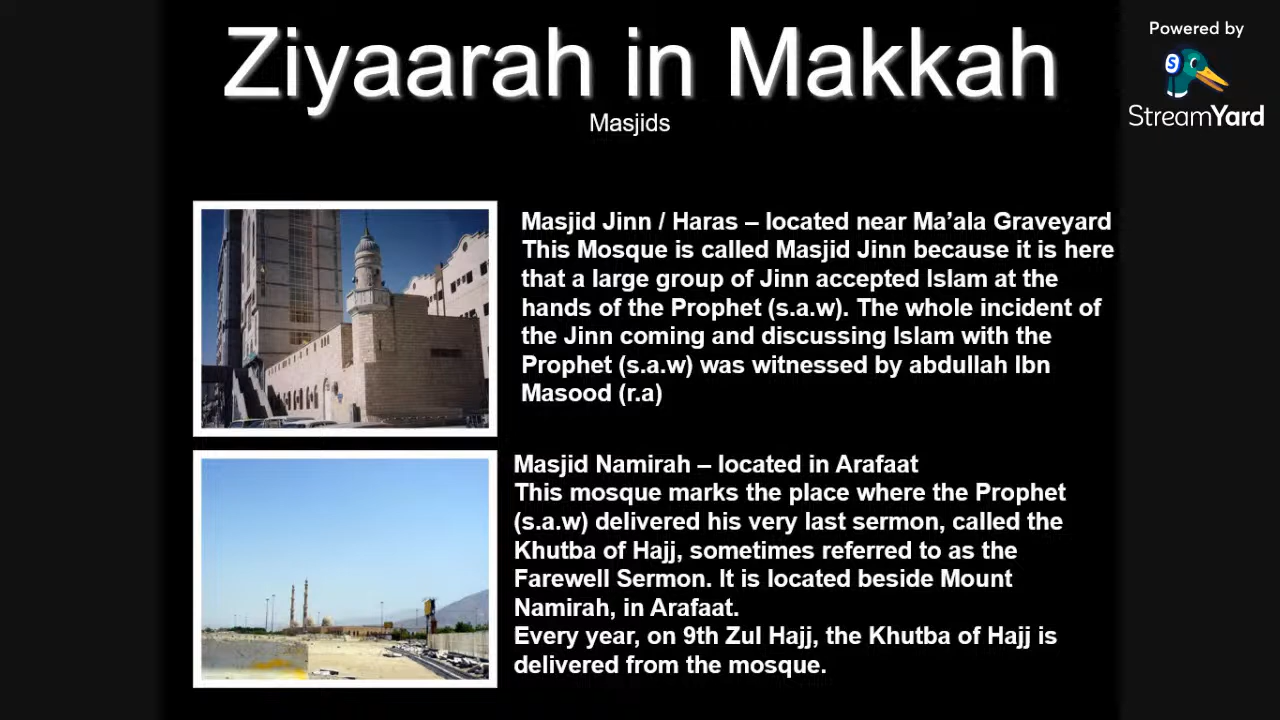 Ziyaarah in Makkah
Masjids
Powered by
StreamYard
Masjid Jinn / Haras – located near Ma’ala Graveyard
This Mosque is called Masjid Jinn because it is here
that a large group of Jinn accepted Islam at the
hands of the Prophet (s.a.w). The whole incident of
the Jinn coming and discussing Islam with the
Prophet (s.a.w) was witnessed by abdullah Ibn
Masood (r.a)
Masjid Namirah – located in Arafaat
This mosque marks the place where the Prophet
(s.a.w) delivered his very last sermon, called the
Khutba of Hajj, sometimes referred to as the
Farewell Sermon. It is located beside Mount
Namirah, in Arafaat.
Every year, on 9th Zul Hajj, the Khutba of Hajj is
delivered from the mosque.